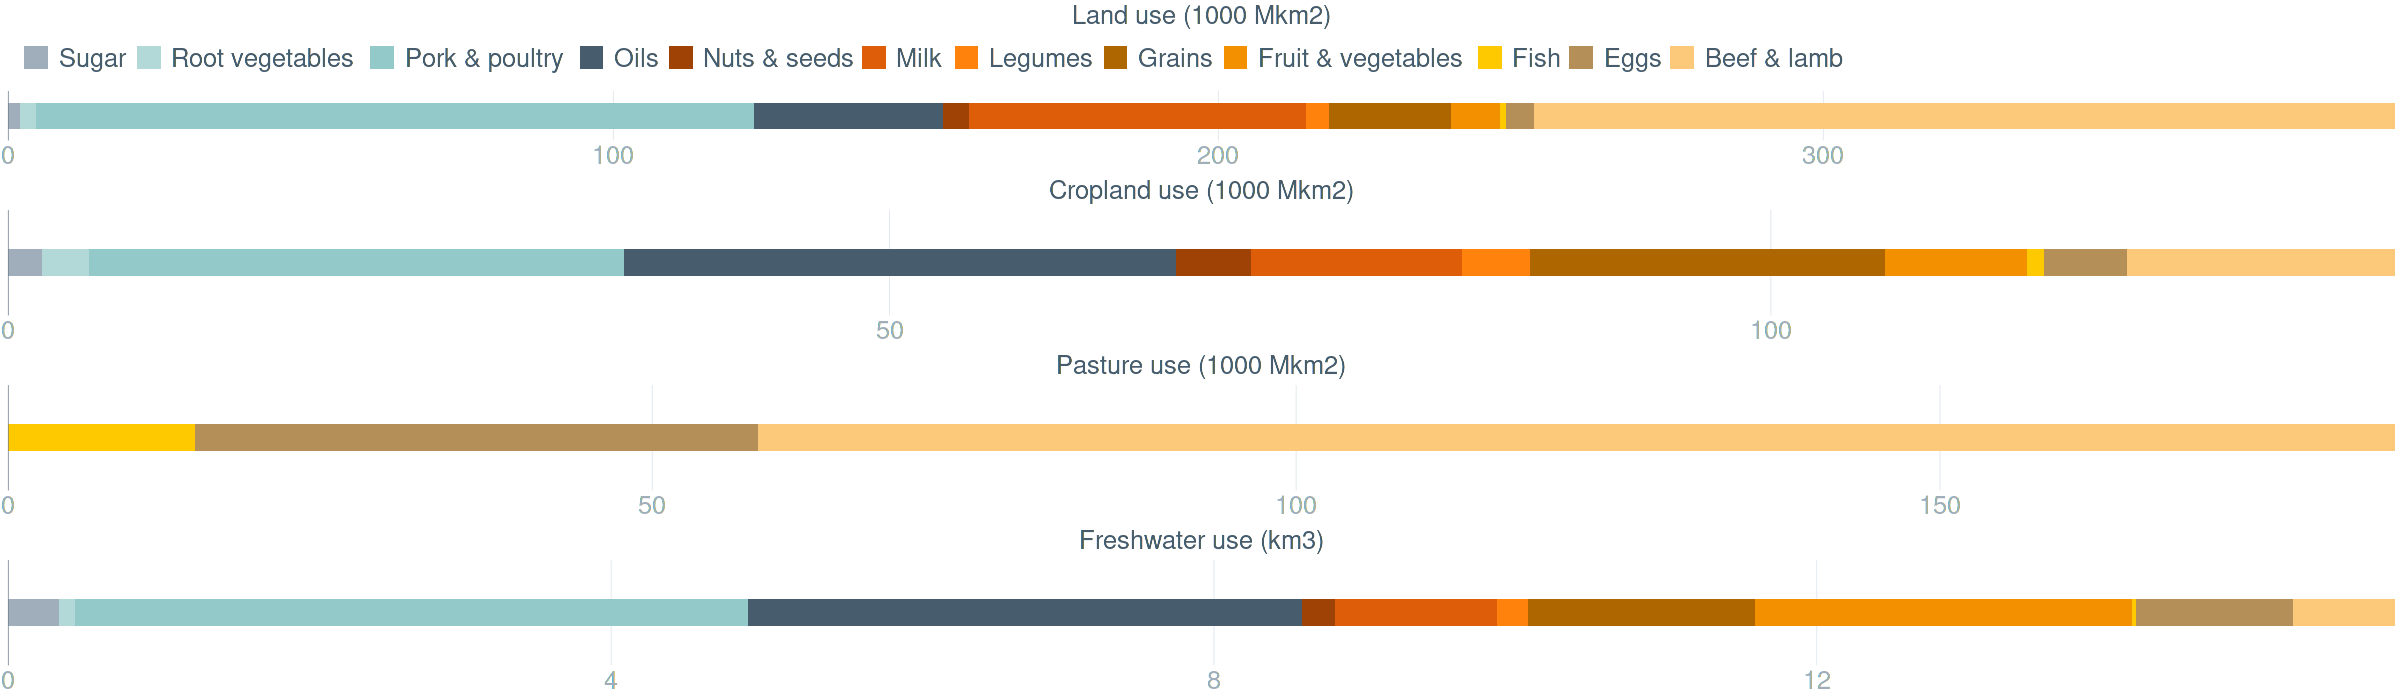 Land use (1000 Mkm2)
Sugar Root vegetables Pork & poultry Oils Nuts & seeds Milk Legumes Grains Fruit & vegetables Fish Eggs Beef & lamb
0 100 200 300
Cropland use (1000 Mkm2)
0 50 100
Pasture use (1000 Mkm2)
0 50 100 150
Freshwater use (km3)
0 4 8 12